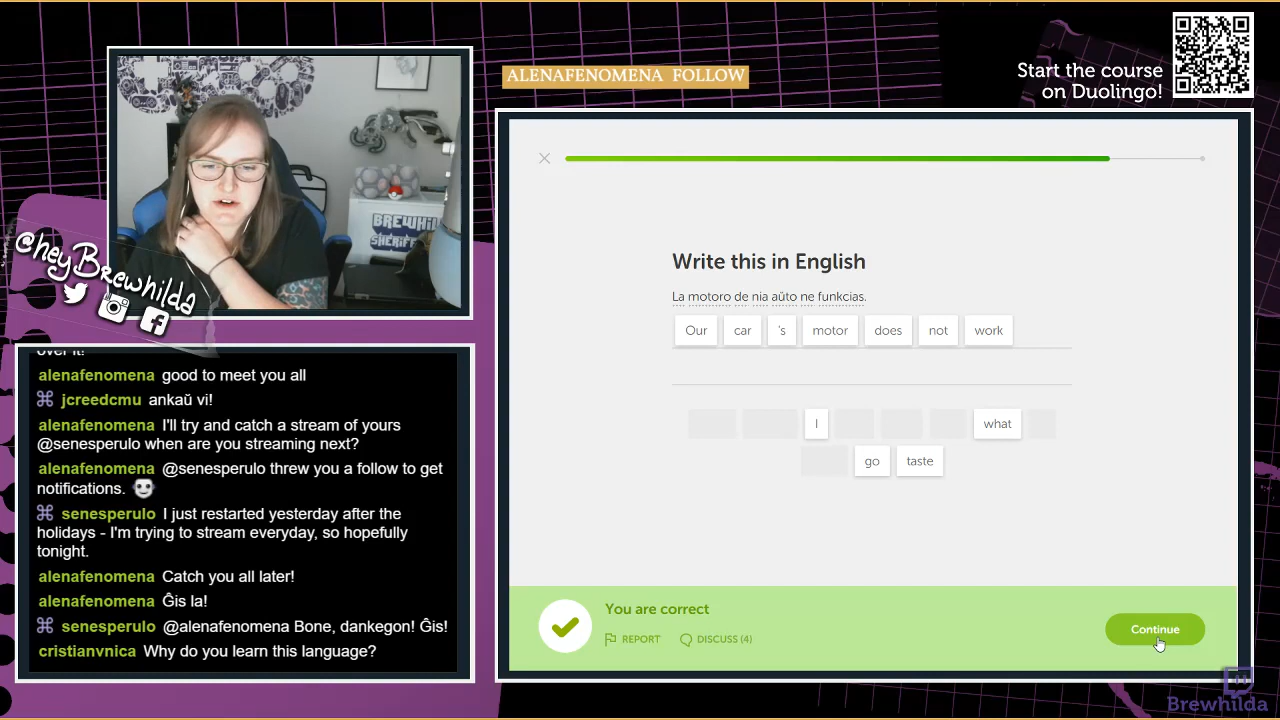 ALENAFENOMENA FOLLOW
Start the course
on Duolingo!
@heyBrewhilda
BREWHIL
SHERIFF
over it!
alenafenomena good to meet you all
jcreedcmu ankaŭ vi!
alenafenomena I'll try and catch a stream of yours
@senesperulo when are you streaming next?
alenafenomena @senesperulo threw you a follow to get
notifications.
senesperulo I just restarted yesterday after the
holidays - I'm trying to stream everyday, so hopefully
tonight.
alenafenomena Catch you all later!
alenafenomena Ĝis la!
senesperulo @alenafenomena Bone, dankegon! Ĝis!
cristianvnica Why do you learn this language?
Write this in English
La motoro de nia aŭto ne funkcias.
Our car 's motor does not work
I what
go taste
You are correct
REPORT DISCUSS (4)
Continue
Brewhilda